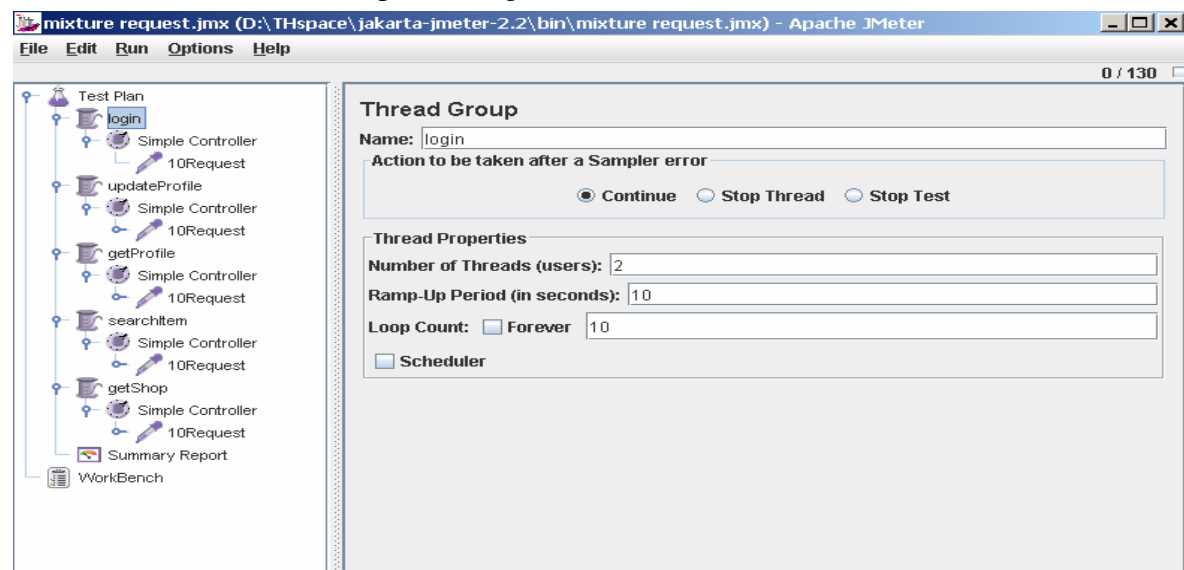 mixture request.jmx (D:\THspace\jakarta-jmeter-2.2\bin\mixture request.jmx) - Apache JMeter
File Edit Run Options Help
0 / 130
Test Plan
login
Simple Controller
10Request
updateProfile
Simple Controller
10Request
getProfile
Simple Controller
10Request
searchItem
Simple Controller
10Request
getShop
Simple Controller
10Request
Summary Report
WorkBench
Thread Group
Name: login
Action to be taken after a Sampler error
Continue Stop Thread Stop Test
Thread Properties
Number of Threads (users): 2
Ramp-Up Period (in seconds): 10
Loop Count: Forever 10
Scheduler